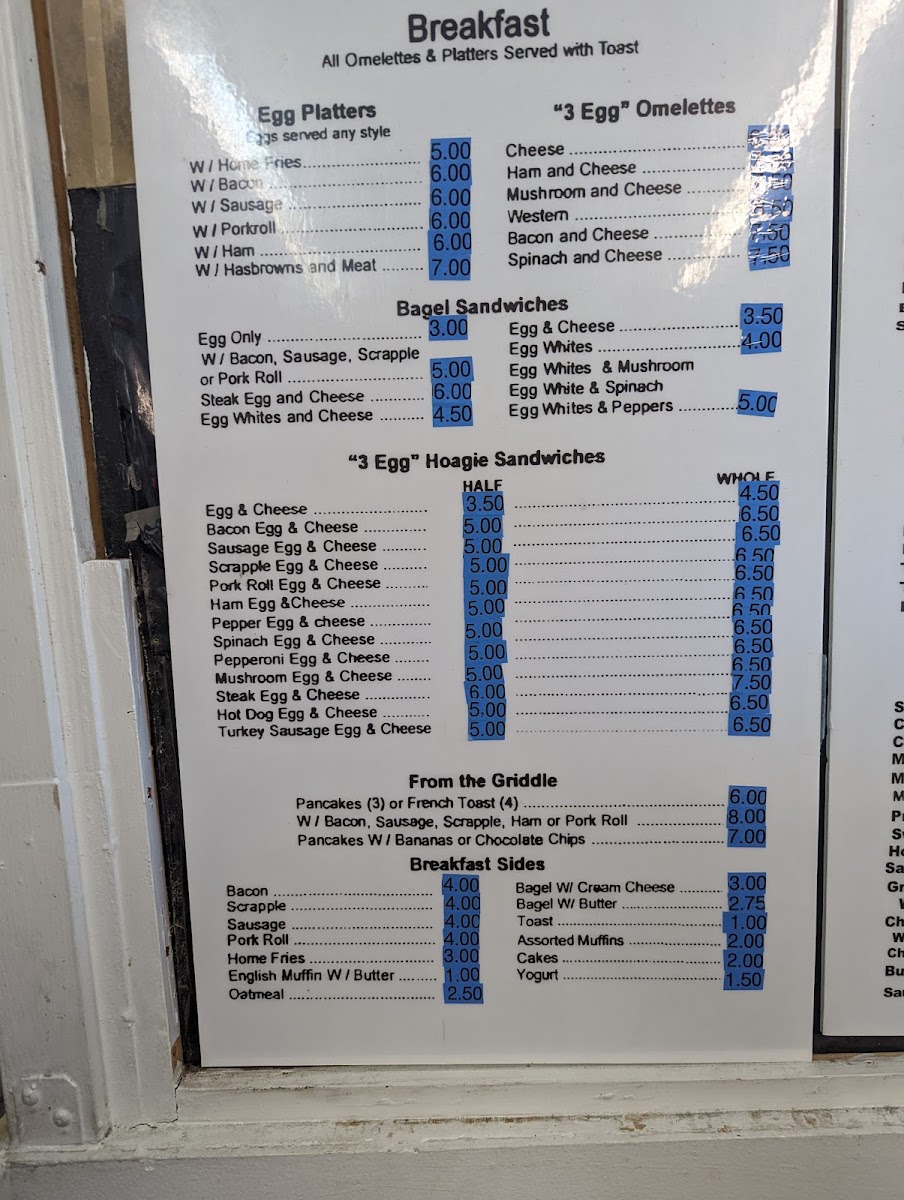 Breakfast
All Omelettes & Platters Served with Toast
Egg Platters
Eggs served any style
W / Home Fries 5.00
W / Bacon 6.00
W / Sausage 6.00
W / Porkroll 6.00
W / Ham 6.00
W / Hasbrowns and Meat 7.00
"3 Egg" Omelettes
Cheese
Ham and Cheese
Mushroom and Cheese
Western
Bacon and Cheese 7.50
Spinach and Cheese 7.50
Bagel Sandwiches
Egg Only 3.00
W / Bacon, Sausage, Scrapple
or Pork Roll 5.00
Steak Egg and Cheese 6.00
Egg Whites and Cheese 4.50
Egg & Cheese 3.50
Egg Whites 4.00
Egg Whites & Mushroom
Egg White & Spinach
Egg Whites & Peppers 5.00
"3 Egg" Hoagie Sandwiches
HALF WHOLE
Egg & Cheese 3.50 4.50
Bacon Egg & Cheese 5.00 6.50
Sausage Egg & Cheese 5.00 6.50
Scrapple Egg & Cheese 5.00 6.50
Pork Roll Egg & Cheese 5.00 6.50
Ham Egg &Cheese 5.00 6.50
Pepper Egg & cheese 5.00 6.50
Spinach Egg & Cheese 5.00 6.50
Pepperoni Egg & Cheese 5.00 6.50
Mushroom Egg & Cheese 5.00 6.50
Steak Egg & Cheese 6.00 7.50
Hot Dog Egg & Cheese 5.00 6.50
Turkey Sausage Egg & Cheese 5.00 6.50
From the Griddle
Pancakes (3) or French Toast (4) 6.00
W / Bacon, Sausage, Scrapple, Ham or Pork Roll 8.00
Pancakes W / Bananas or Chocolate Chips 7.00
Breakfast Sides
Bacon 4.00
Scrapple 4.00
Sausage 4.00
Pork Roll 4.00
Home Fries 3.00
English Muffin W / Butter 1.00
Oatmeal 2.50
Bagel W/ Cream Cheese 3.00
Bagel W/ Butter 2.75
Toast 1.00
Assorted Muffins 2.00
Cakes 2.00
Yogurt 1.50